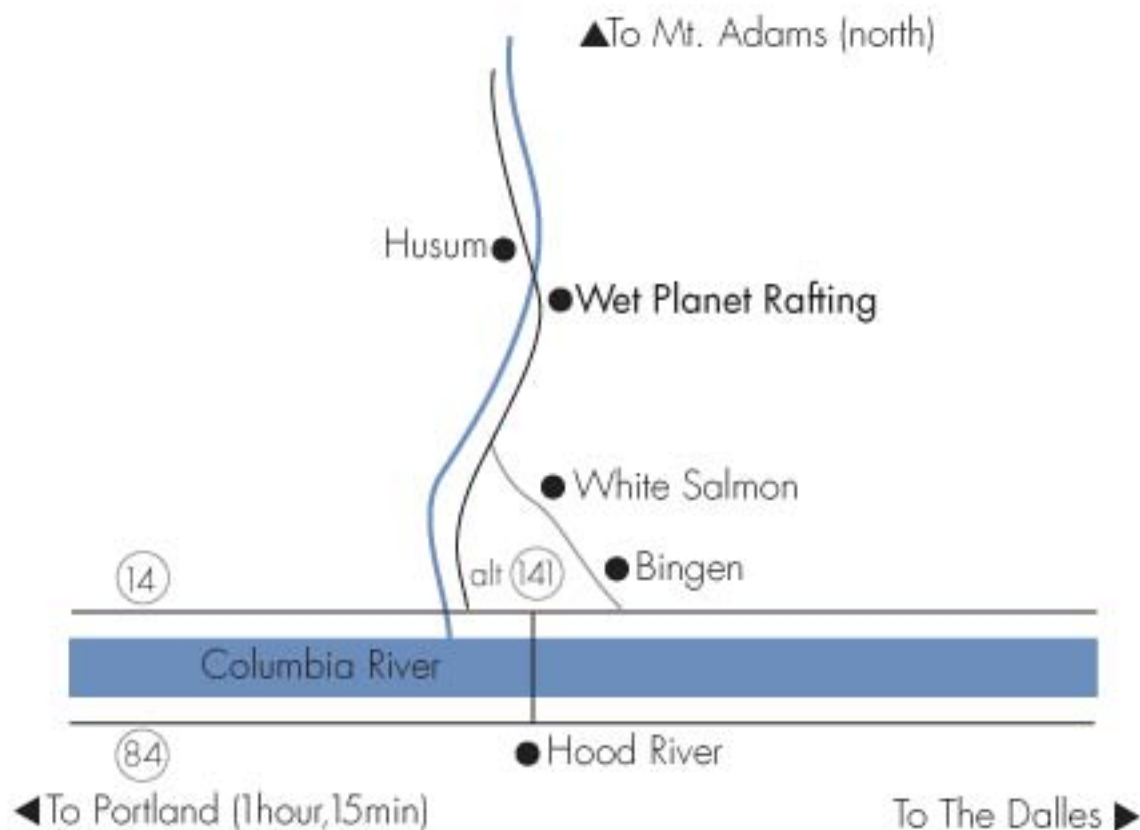 To Mt. Adams (north)
Husum
Wet Planet Rafting
White Salmon
14
alt 141
Bingen
Columbia River
84
Hood River
To Portland (1hour,15min)
To The Dalles